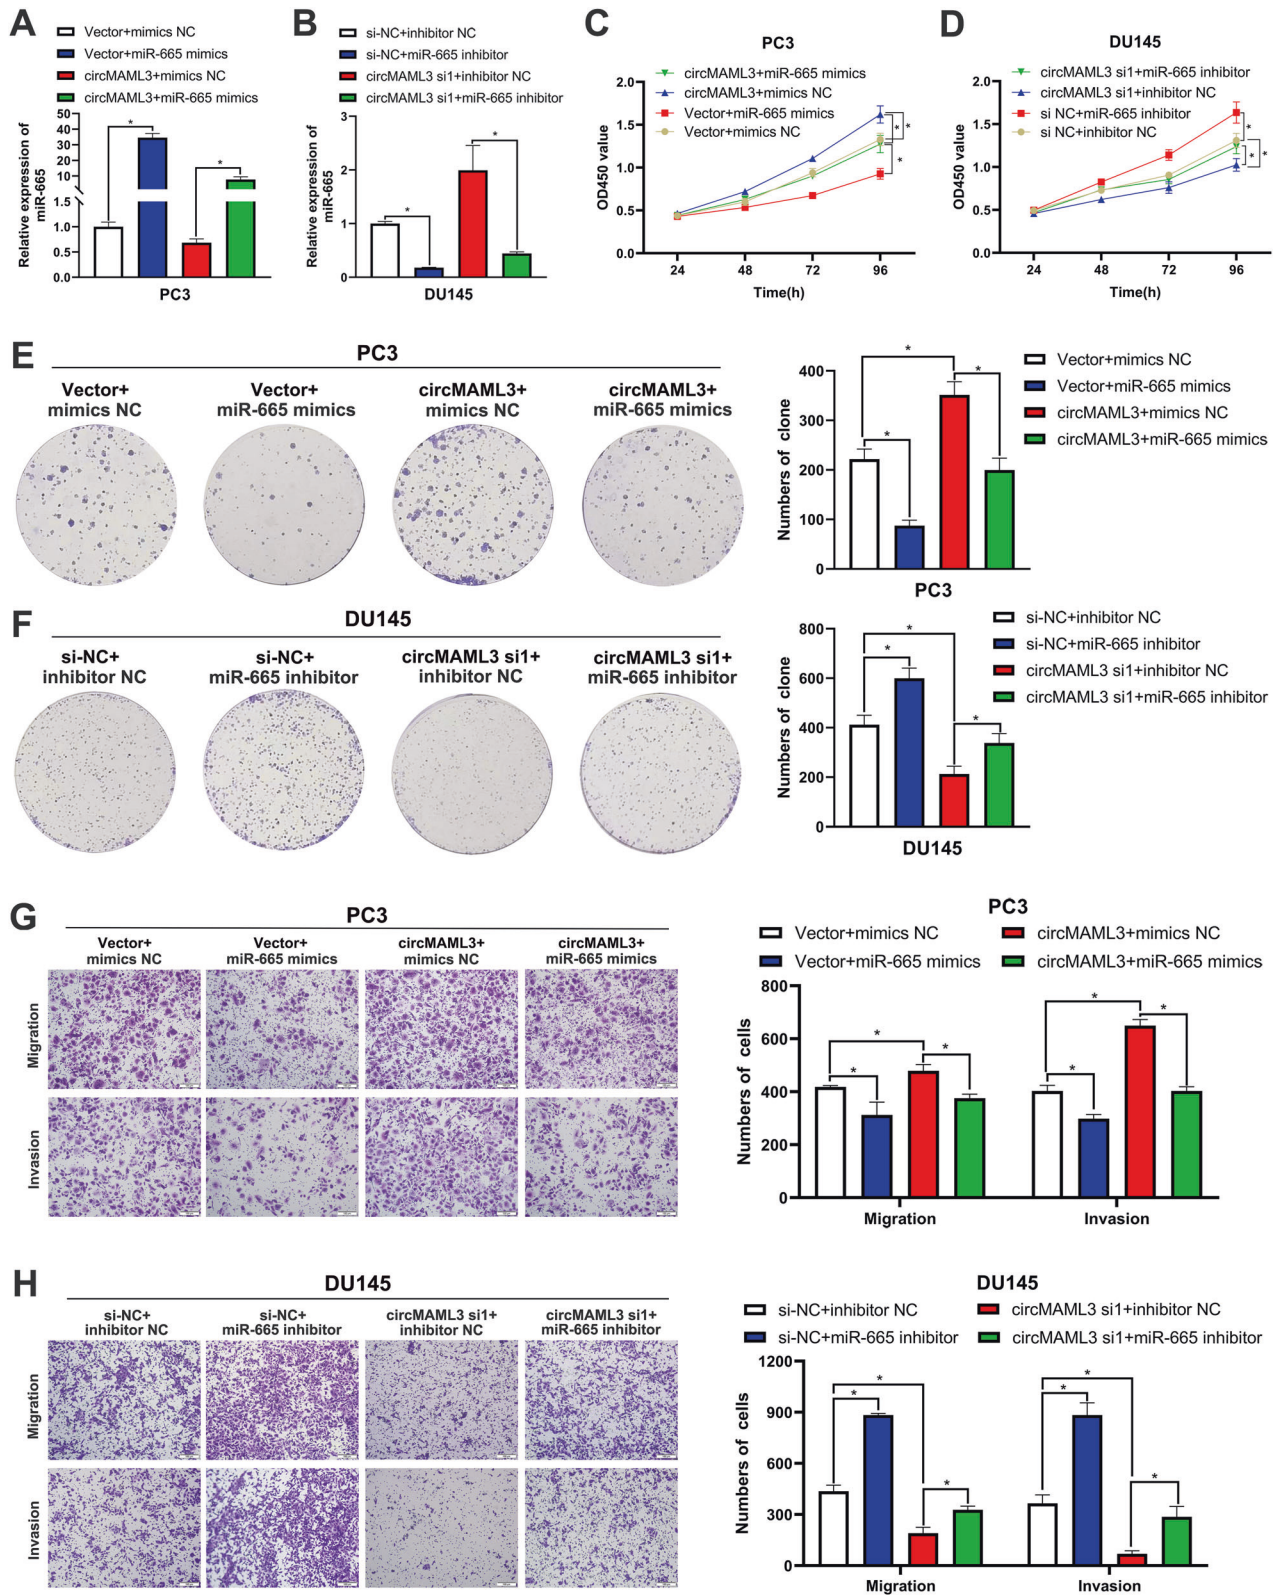 A
Vector+mimics NC
Vector+miR-665 mimics
circMAML3+mimics NC
circMAML3+miR-665 mimics
Relative expression of
miR-665
50
40
30
20
10
1.5
1.0
0.5
0.0
*
*
PC3
B
si-NC+inhibitor NC
si-NC+miR-665 inhibitor
circMAML3 si1+inhibitor NC
circMAML3 si1+miR-665 inhibitor
Relative expression of
miR-665
3
2
1
0
*
*
DU145
C
PC3
circMAML3+miR-665 mimics
circMAML3+mimics NC
Vector+miR-665 mimics
Vector+mimics NC
OD450 value
2.0
1.5
1.0
0.5
0.0
*
*
*
24 48 72 96
Time(h)
D
DU145
circMAML3 si1+miR-665 inhibitor
circMAML3 si1+inhibitor NC
si NC+miR-665 inhibitor
si NC+inhibitor NC
OD450 value
2.0
1.5
1.0
0.5
0.0
*
*
*
24 48 72 96
Time(h)
E
PC3
Vector+
mimics NC
Vector+
miR-665 mimics
circMAML3+
mimics NC
circMAML3+
miR-665 mimics
Numbers of clone
400
300
200
100
0
*
*
*
PC3
Vector+mimics NC
Vector+miR-665 mimics
circMAML3+mimics NC
circMAML3+miR-665 mimics
F
DU145
si-NC+
inhibitor NC
si-NC+
miR-665 inhibitor
circMAML3 si1+
inhibitor NC
circMAML3 si1+
miR-665 inhibitor
Numbers of clone
800
600
400
200
0
*
*
*
DU145
si-NC+inhibitor NC
si-NC+miR-665 inhibitor
circMAML3 si1+inhibitor NC
circMAML3 si1+miR-665 inhibitor
G
PC3
Vector+
mimics NC
Vector+
miR-665 mimics
circMAML3+
mimics NC
circMAML3+
miR-665 mimics
Migration
Invasion
PC3
Vector+mimics NC
Vector+miR-665 mimics
circMAML3+mimics NC
circMAML3+miR-665 mimics
Numbers of cells
800
600
400
200
0
*
*
*
*
*
*
Migration
Invasion
H
DU145
si-NC+
inhibitor NC
si-NC+
miR-665 inhibitor
circMAML3 si1+
inhibitor NC
circMAML3 si1+
miR-665 inhibitor
Migration
Invasion
DU145
si-NC+inhibitor NC
si-NC+miR-665 inhibitor
circMAML3 si1+inhibitor NC
circMAML3 si1+miR-665 inhibitor
Numbers of cells
1200
900
600
300
0
*
*
*
*
*
*
Migration
Invasion